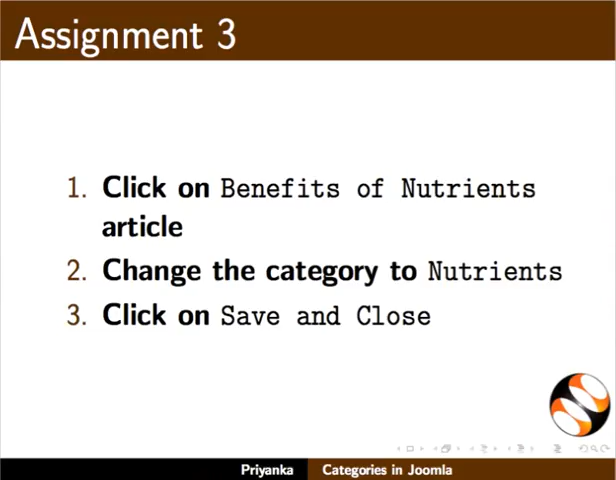 Assignment 3
1. Click on Benefits of Nutrients
article
2. Change the category to Nutrients
3. Click on Save and Close
Priyanka Categories in Joomla